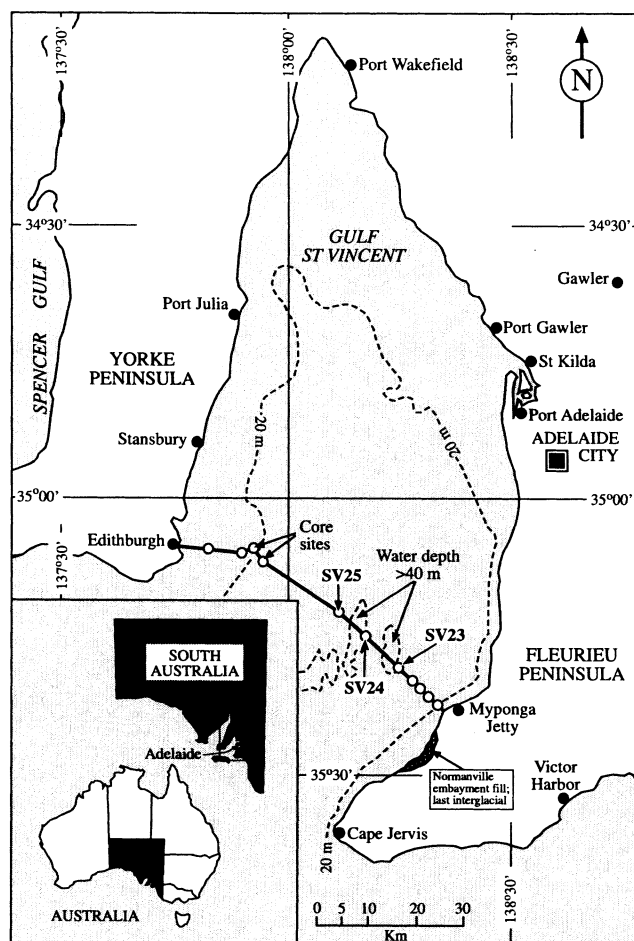 137°30'
138°00'
138°30'
Port Wakefield
N
34°30'
34°30'
GULF
ST VINCENT
SPENCER GULF
Gawler
Port Julia
Port Gawler
YORKE
PENINSULA
St Kilda
20 m
20 m
Port Adelaide
Stansbury
ADELAIDE
CITY
35°00'
35°00'
Edithburgh
Core
sites
137°30'
Water depth
>40 m
SV25
SV23
SV24
SOUTH
AUSTRALIA
FLEURIEU
PENINSULA
Myponga
Jetty
Adelaide
35°30'
Normanville
embayment fill;
last interglacial
Victor
Harbor
20 m
Cape Jervis
138°30'
AUSTRALIA
0 5 10 20 30
Km